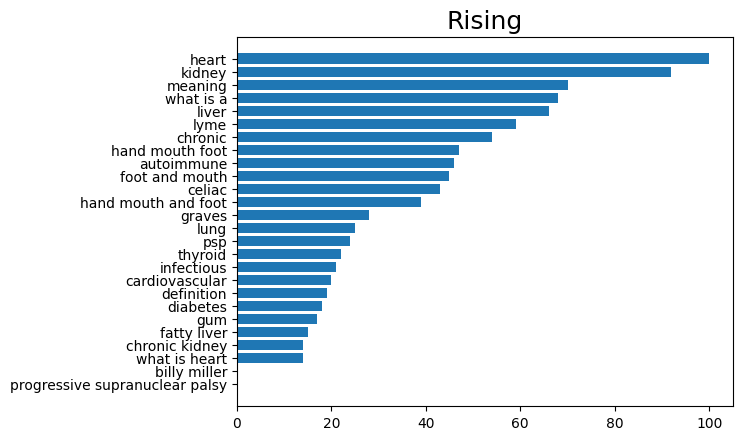 Rising
heart
kidney
meaning
what is a
liver
lyme
chronic
hand mouth foot
autoimmune
foot and mouth
celiac
hand mouth and foot
graves
lung
psp
thyroid
infectious
cardiovascular
definition
diabetes
gum
fatty liver
chronic kidney
what is heart
billy miller
progressive supranuclear palsy
0 20 40 60 80 100